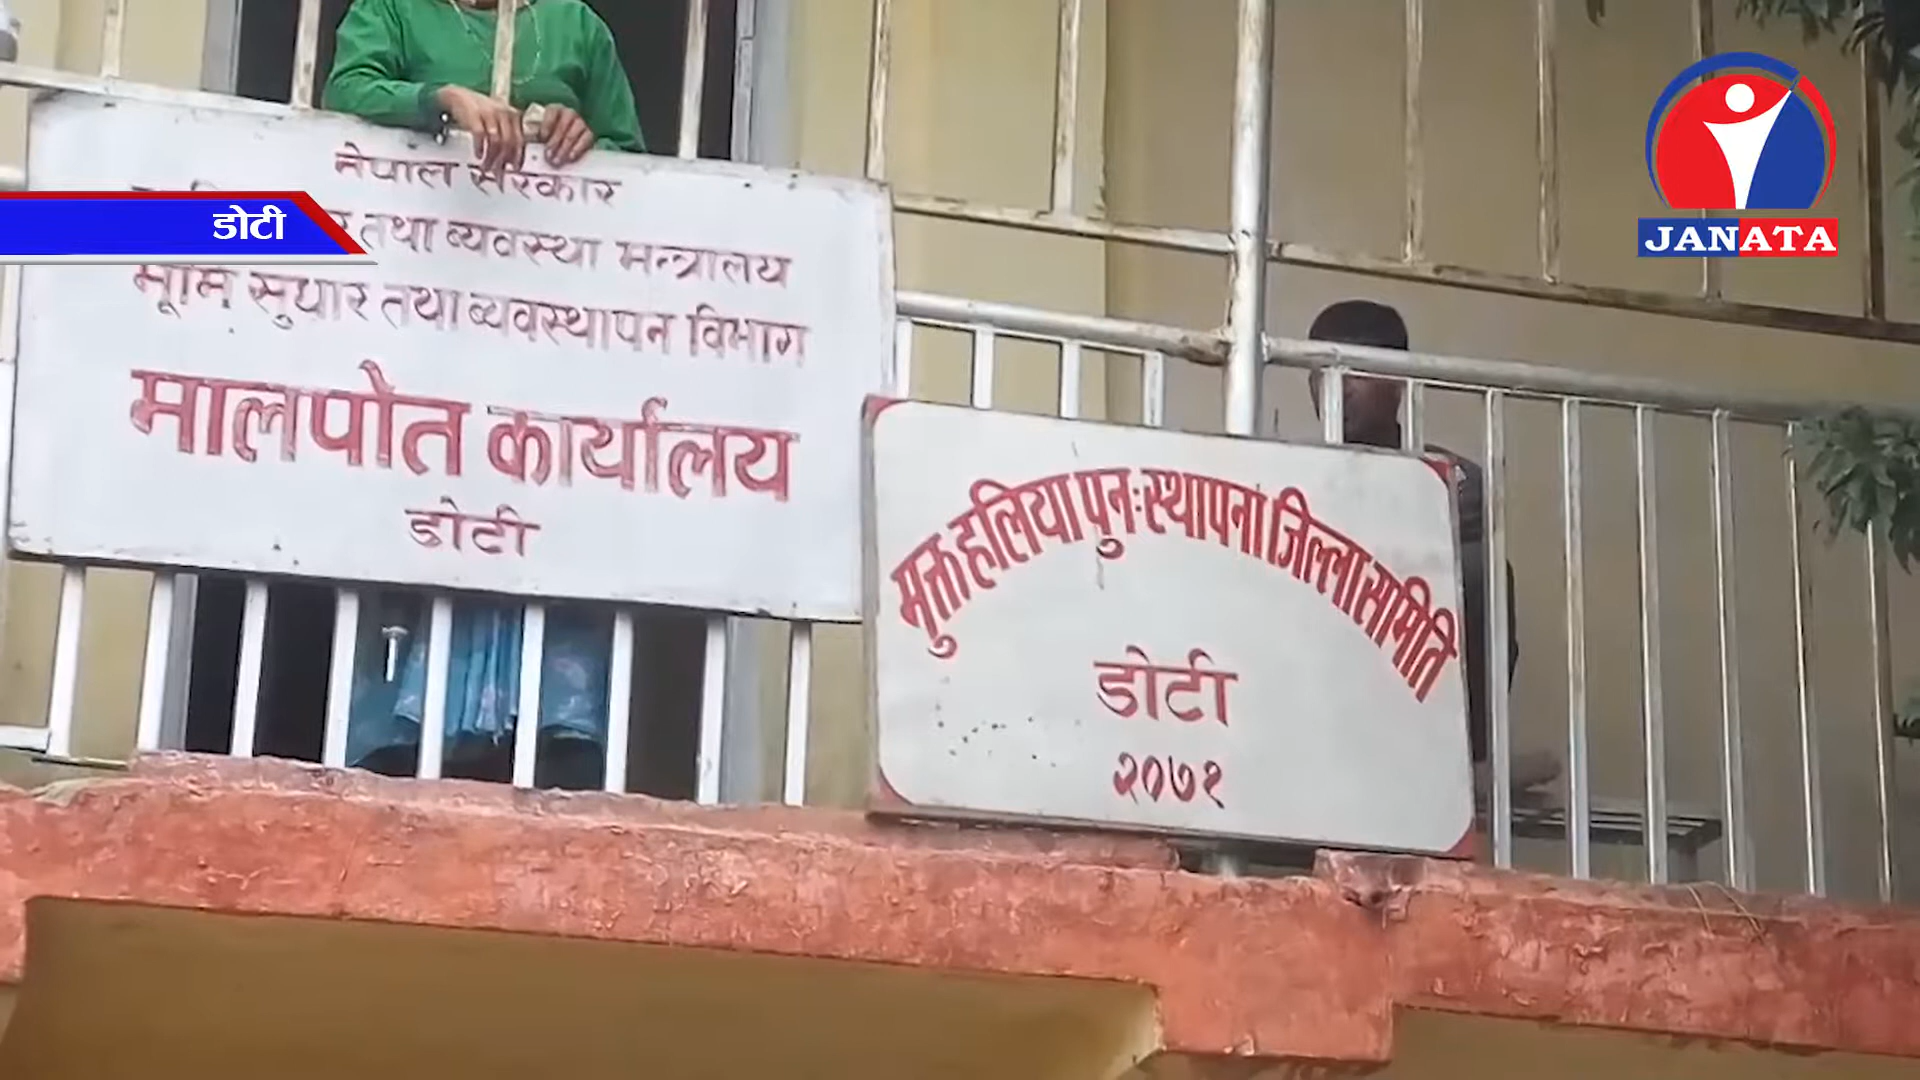 नेपाल सरकार
तथा व्यवस्था मन्त्रालय
भूमि सुधार तथा व्यवस्थापन विभाग
मालपोत कार्यालय
डोटी
डोटी
मुक्त हलिया पुनःस्थापना जिल्ला समिति
डोटी
२०७१
JANATA